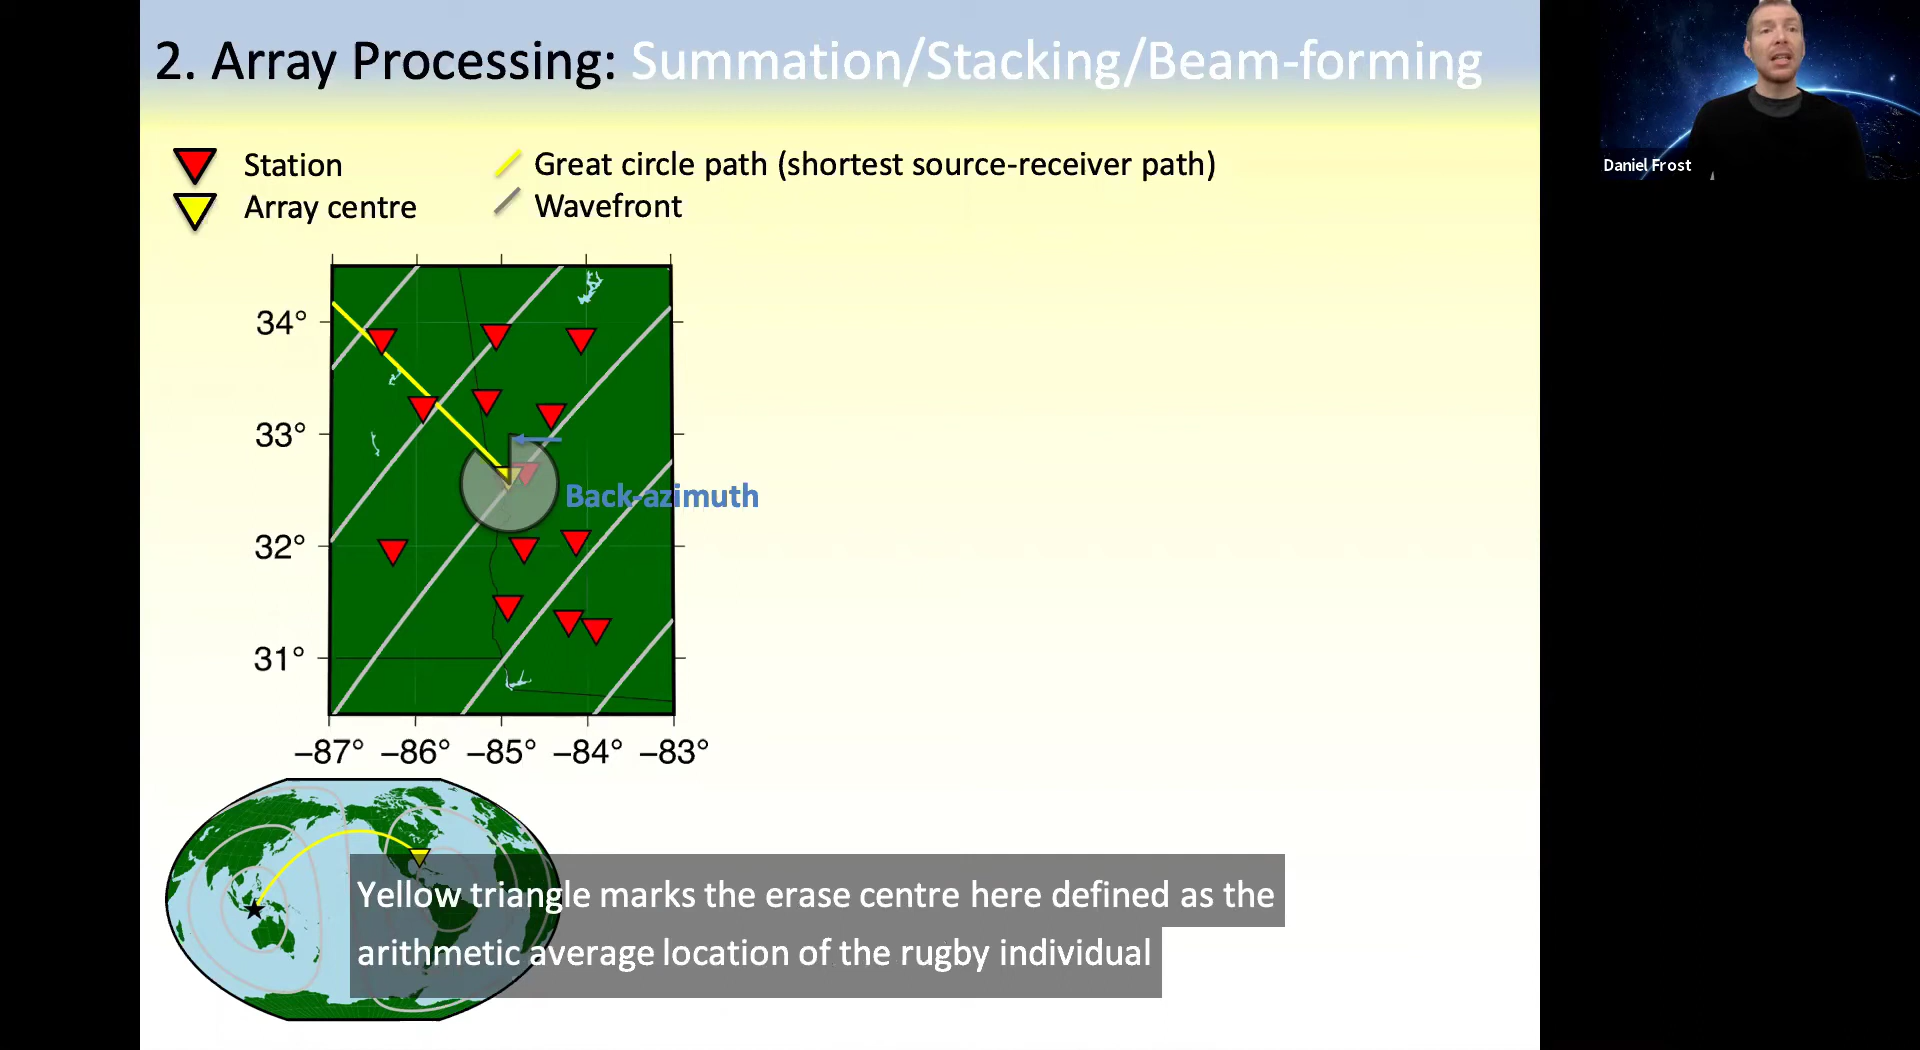 2. Array Processing: Summation/Stacking/Beam-forming
Daniel Frost
Station
Great circle path (shortest source-receiver path)
Array centre
Wavefront
34°
33°
Back-azimuth
32°
31°
−87° −86° −85° −84° −83°
Yellow triangle marks the erase centre here defined as the
arithmetic average location of the rugby individual